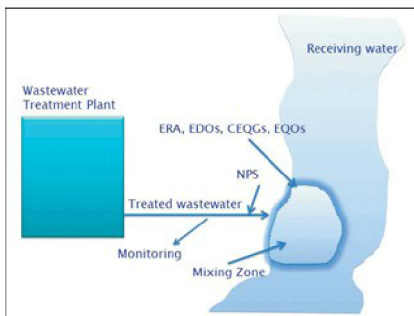 Receiving water
Wastewater
Treatment Plant
ERA, EDOs, CEQGs, EQOs
NPS
Treated wastewater
Monitoring
Mixing Zone